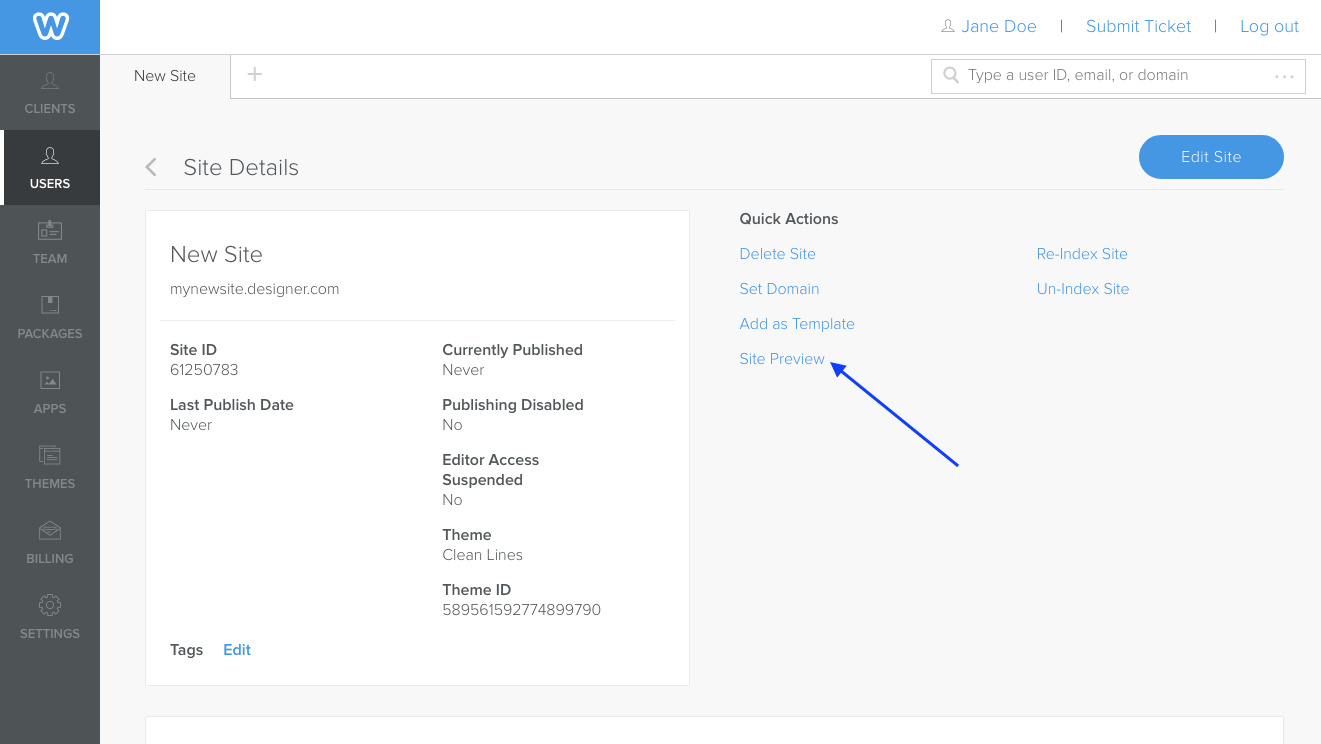 Jane Doe | Submit Ticket | Log out
New Site
Type a user ID, email, or domain
CLIENTS
USERS
TEAM
PACKAGES
APPS
THEMES
BILLING
SETTINGS
Site Details
Edit Site
New Site
mynewsite.designer.com
Site ID
61250783
Last Publish Date
Never
Currently Published
Never
Publishing Disabled
No
Editor Access
Suspended
No
Theme
Clean Lines
Theme ID
589561592774899790
Tags Edit
Quick Actions
Delete Site
Set Domain
Add as Template
Site Preview
Re-Index Site
Un-Index Site